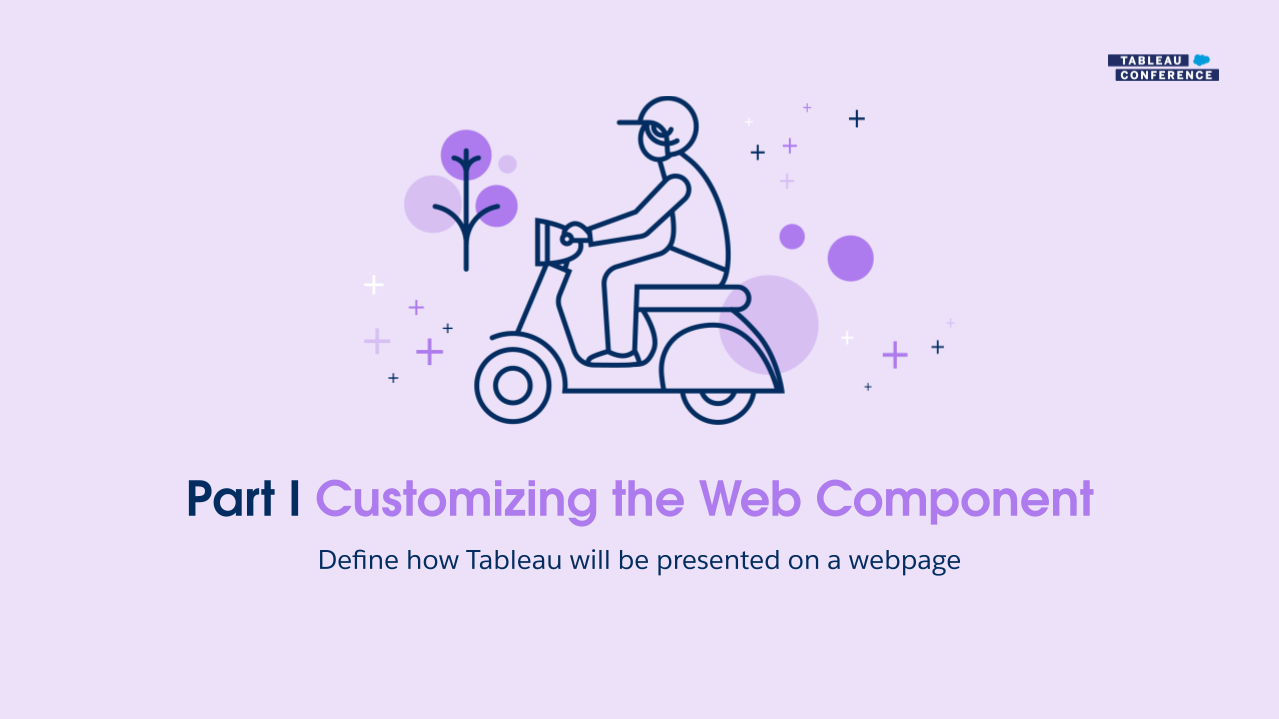 TABLEAU
CONFERENCE
Part I Customizing the Web Component
Define how Tableau will be presented on a webpage